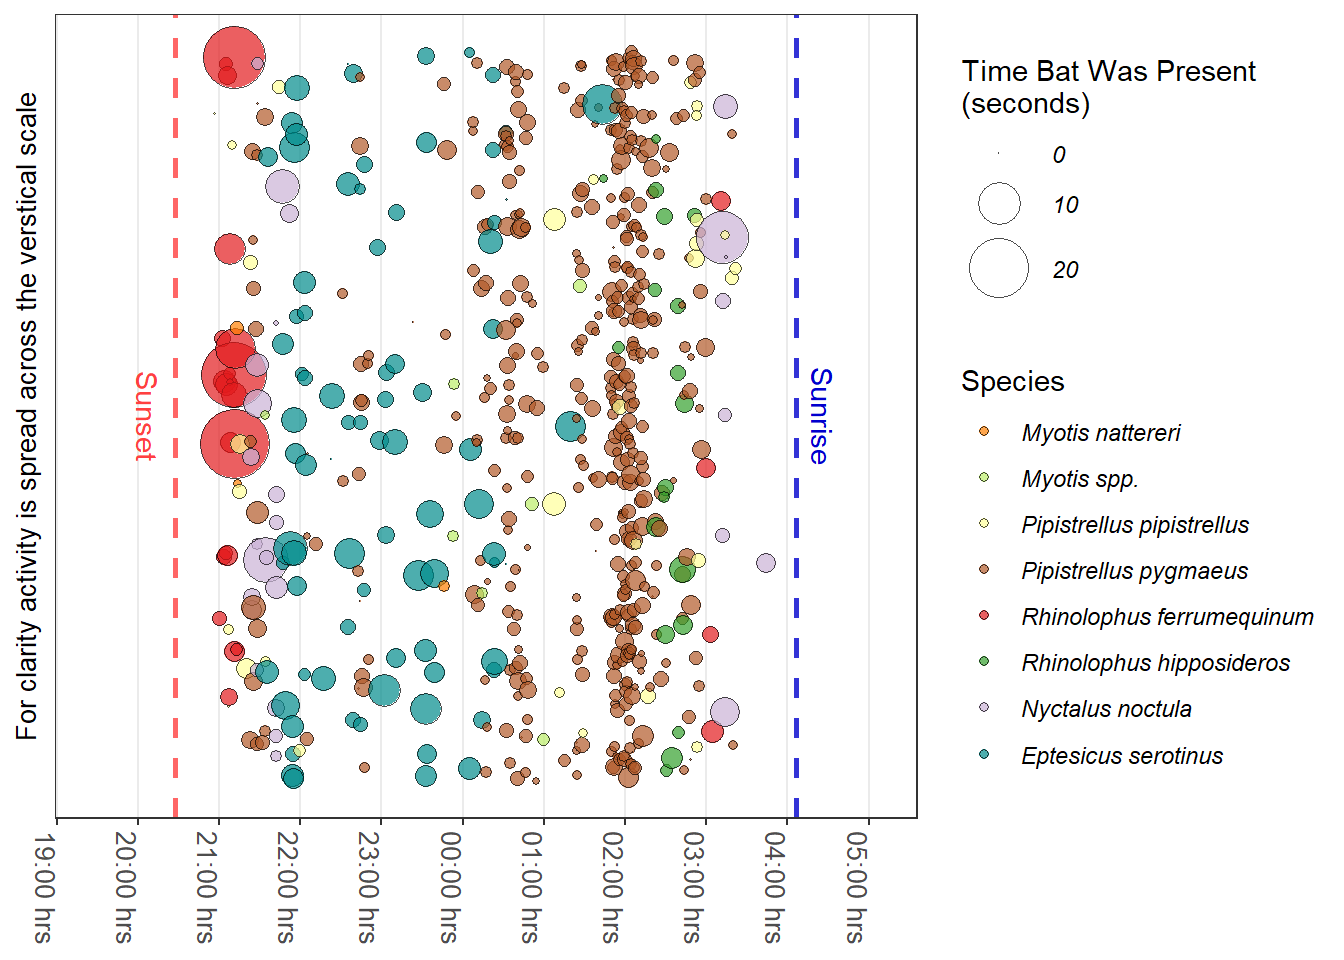 For clarity activity is spread across the verstical scale
Sunset
Sunrise
19:00 hrs
20:00 hrs
21:00 hrs
22:00 hrs
23:00 hrs
00:00 hrs
01:00 hrs
02:00 hrs
03:00 hrs
04:00 hrs
05:00 hrs
Time Bat Was Present
(seconds)
0
10
20
Species
Myotis nattereri
Myotis spp.
Pipistrellus pipistrellus
Pipistrellus pygmaeus
Rhinolophus ferrumequinum
Rhinolophus hipposideros
Nyctalus noctula
Eptesicus serotinus